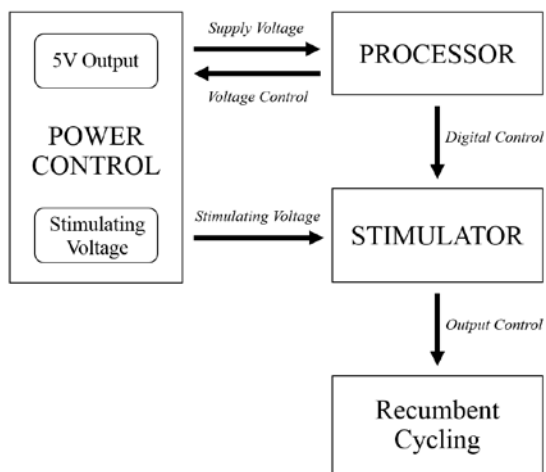 5V Output
POWER
CONTROL
Stimulating
Voltage
Supply Voltage
Voltage Control
Stimulating Voltage
PROCESSOR
Digital Control
STIMULATOR
Output Control
Recumbent
Cycling